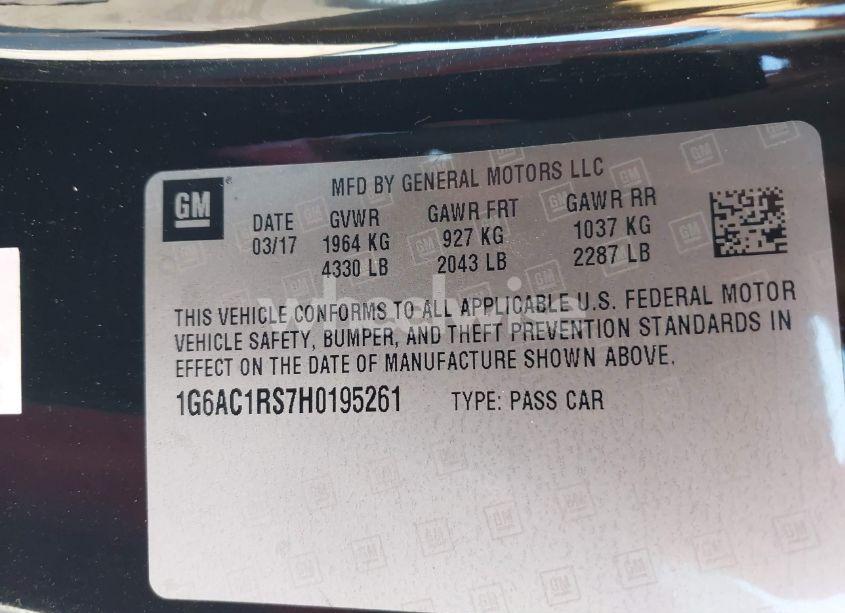 GM
MFD BY GENERAL MOTORS LLC
DATE GVWR GAWR FRT GAWR RR
03/17 1964 KG 927 KG 1037 KG
4330 LB 2043 LB 2287 LB
THIS VEHICLE CONFORMS TO ALL APPLICABLE U.S. FEDERAL MOTOR
VEHICLE SAFETY, BUMPER, AND THEFT PREVENTION STANDARDS IN
EFFECT ON THE DATE OF MANUFACTURE SHOWN ABOVE.
1G6AC1RS7H0195261 TYPE: PASS CAR